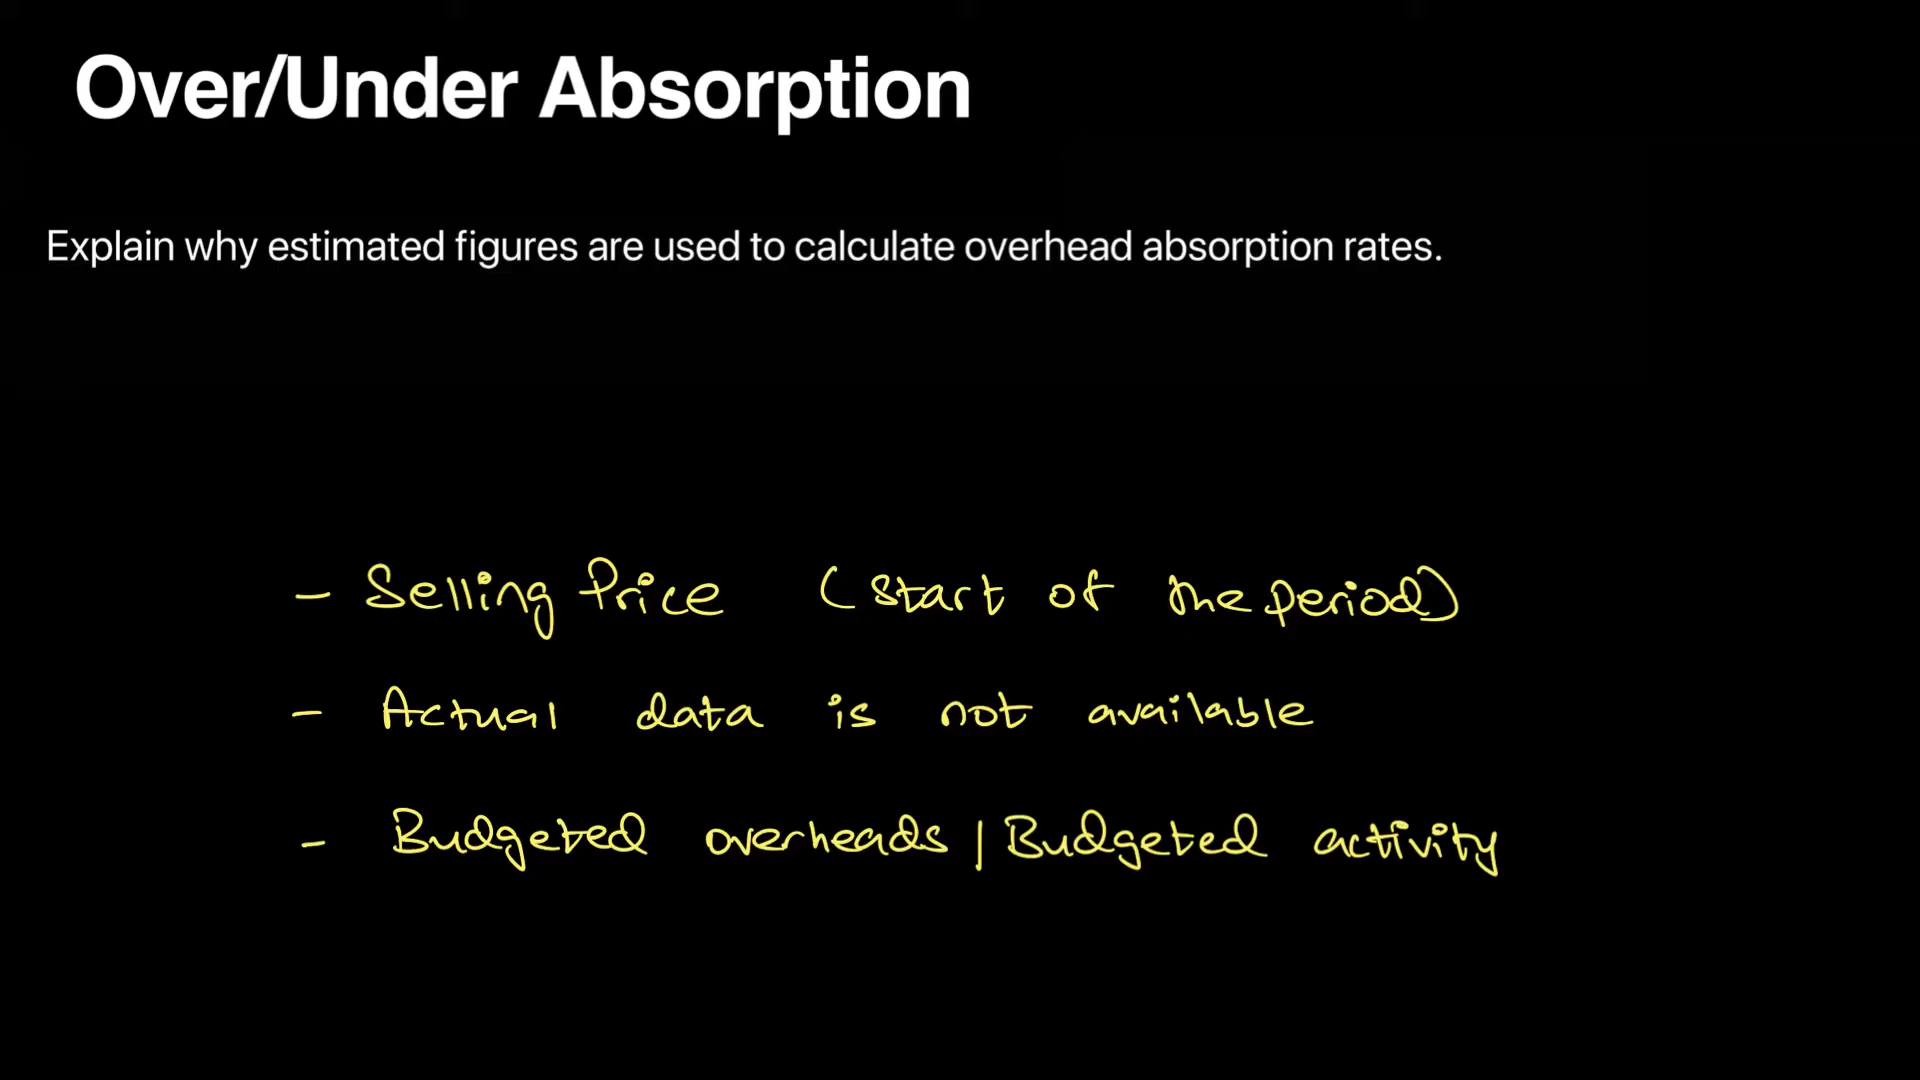 Over/Under Absorption
Explain why estimated figures are used to calculate overhead absorption rates.
- Selling Price (start of the period)
- Actual data is not available
- Budgeted overheads | Budgeted activity